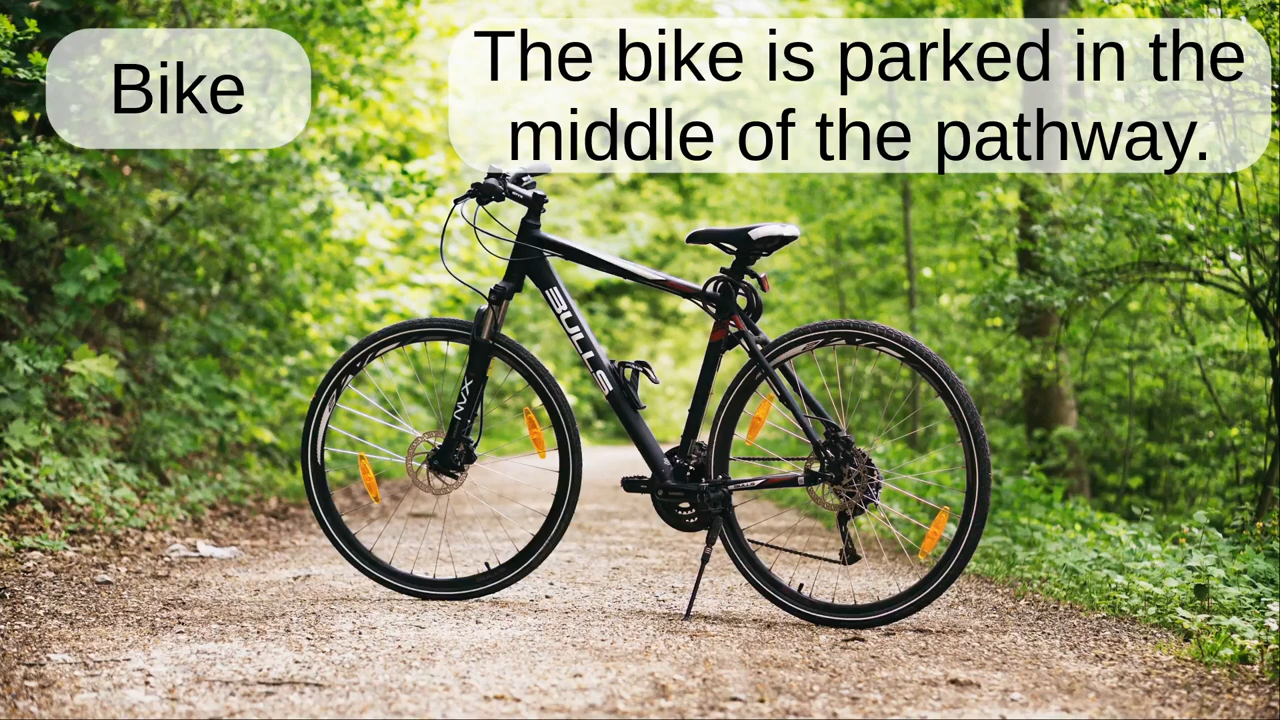 Bike
The bike is parked in the
middle of the pathway.
BULLS
NVX